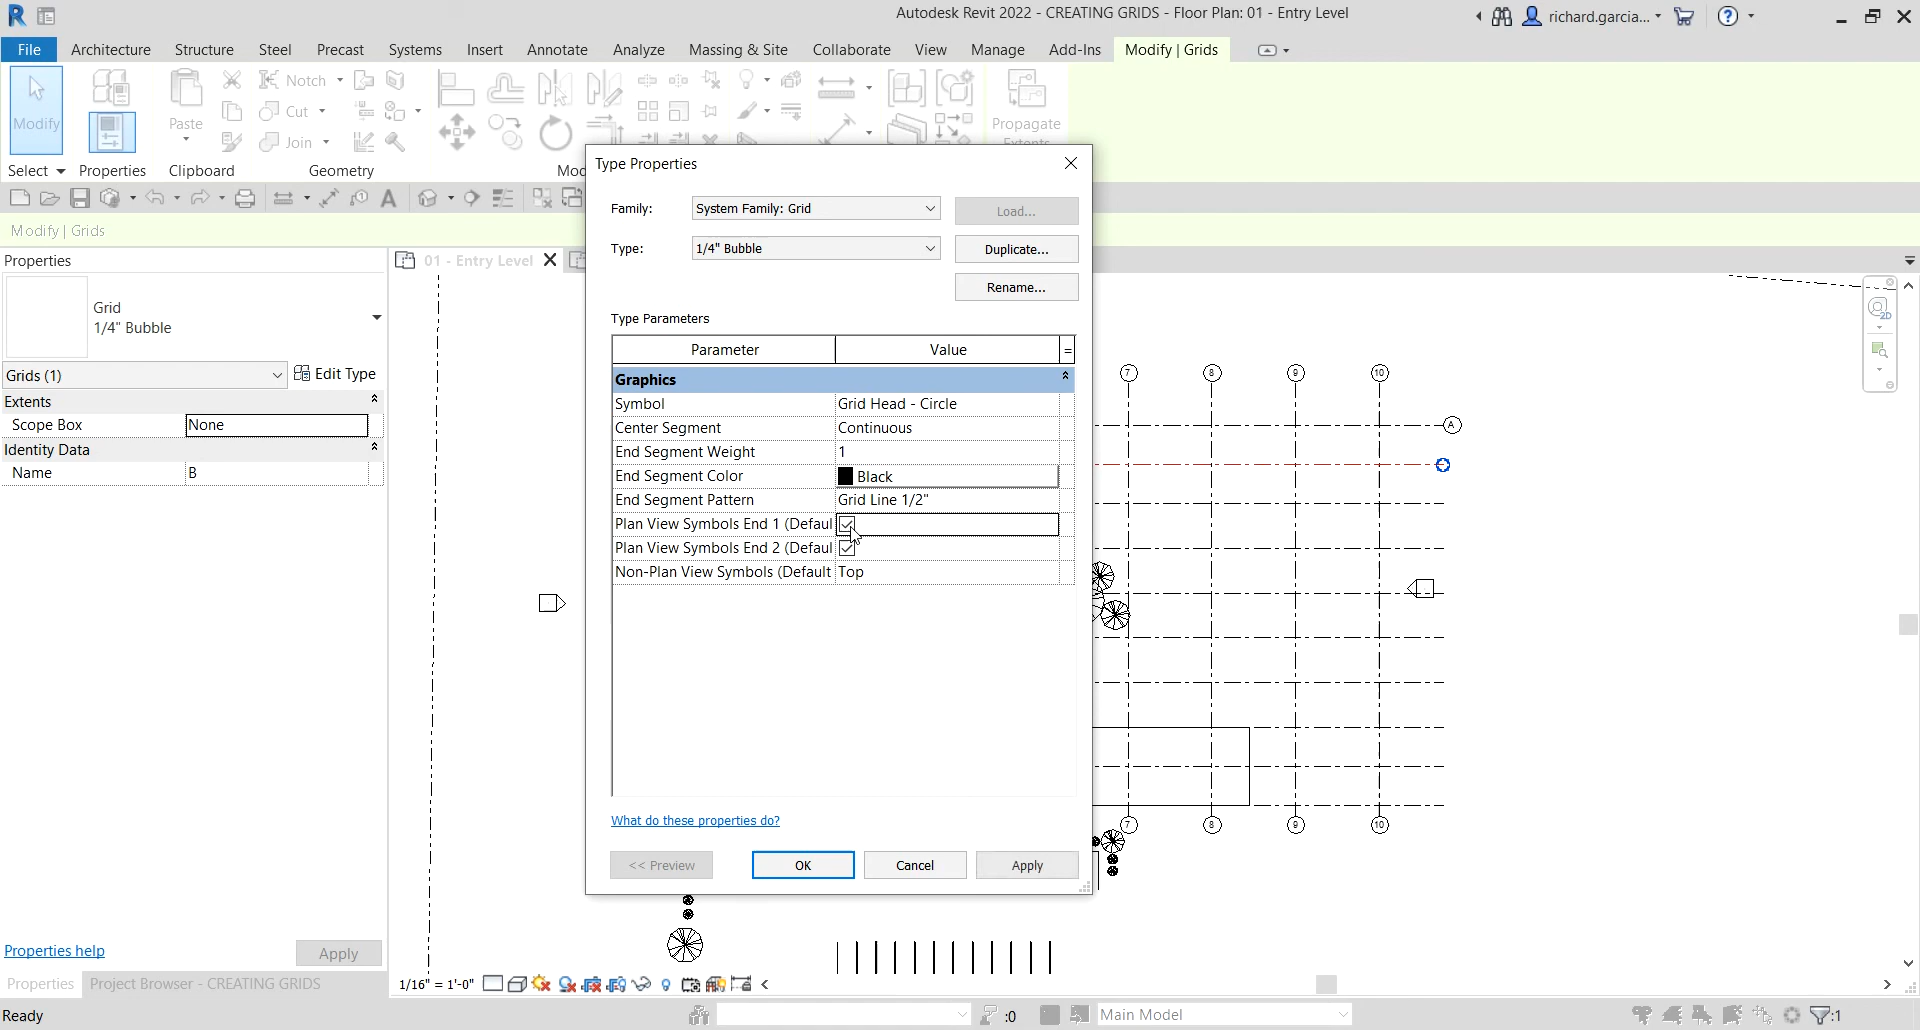 Autodesk Revit 2022 - CREATING GRIDS - Floor Plan: 01 - Entry Level
richard.garcia...
File Architecture Structure Steel Precast Systems Insert Annotate Analyze Massing & Site Collaborate View Manage Add-Ins Modify | Grids
Modify
Paste
Notch
Cut
Join
Propagate
Extents
Select Properties Clipboard Geometry
Modify | Grids
Properties
Grid
1/4" Bubble
Grids (1)
Edit Type
Extents
Scope Box None
Identity Data
Name B
Properties help
Apply
Properties
Project Browser - CREATING GRIDS
01 - Entry Level
Type Properties
Family: System Family: Grid Load...
Type: 1/4" Bubble Duplicate...
Rename...
Type Parameters
Parameter Value =
Graphics
Symbol Grid Head - Circle
Center Segment Continuous
End Segment Weight 1
End Segment Color Black
End Segment Pattern Grid Line 1/2"
Plan View Symbols End 1 (Defaul
Plan View Symbols End 2 (Defaul
Non-Plan View Symbols (Default Top
What do these properties do?
<< Preview OK Cancel Apply
7 8 9 10
A
7 8 9 10
2D
1/16" = 1'-0"
Ready
:0
Main Model
:1